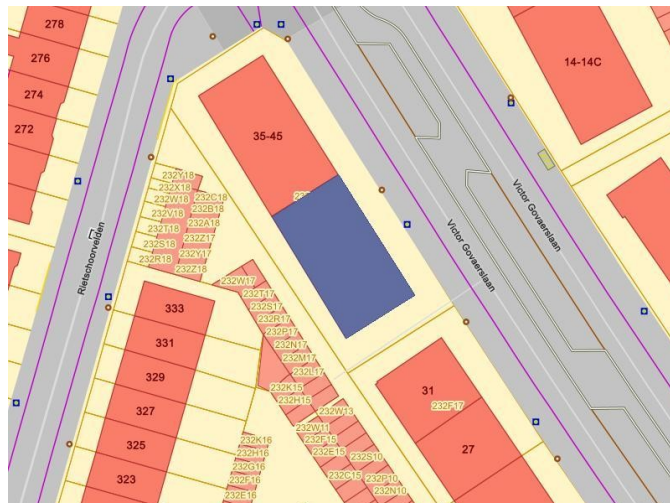 278
276
274
272
14-14C
35-45
232Y18
232X18
232W18
232C18
232V18
232B18
232T18
232A18
232S18
232Z17
232R18
232Y17
232Z18
Rietschoorvelden
Victor Govaerslaan
Victor Govaerslaan
232W17
232T17
232S17
232R17
232P17
232N17
232M17
232L17
232K15
232H15
333
331
329
327
325
323
31
232F17
27
232W13
232W11
232F15
232E15
232S10
232C15
232P10
232N10
232K16
232H16
232G16
232F16
232E16